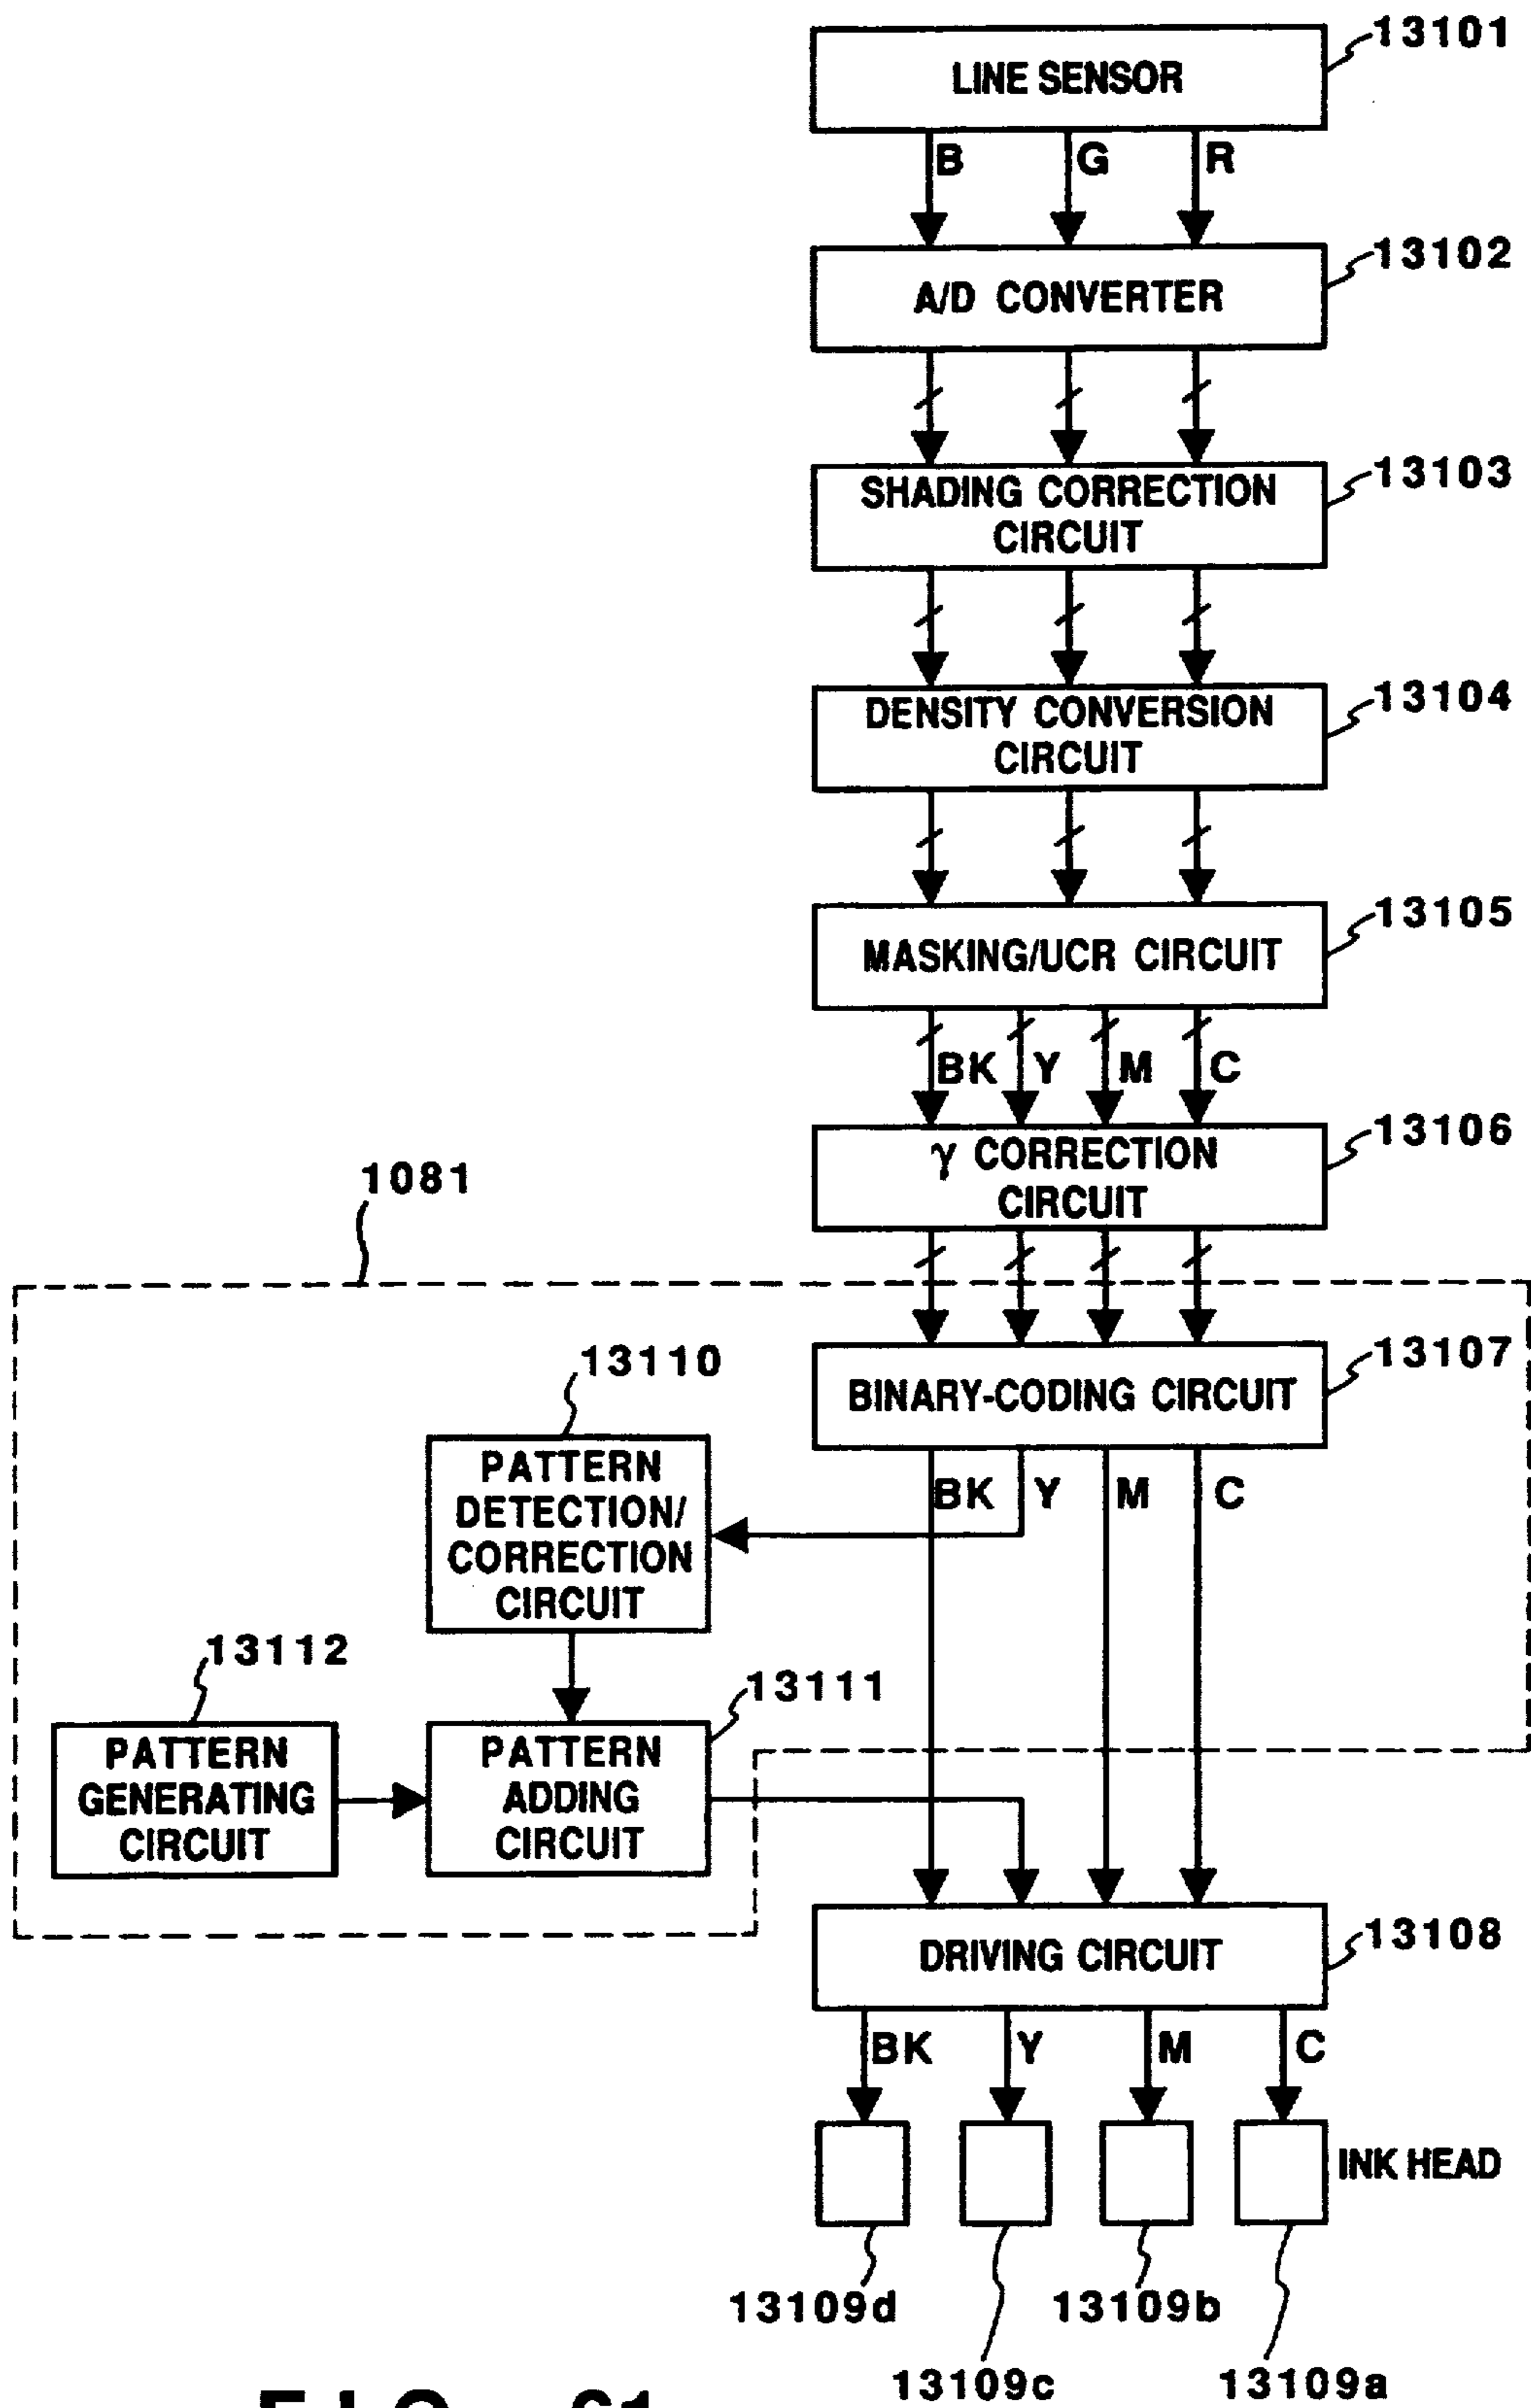 13101
LINE SENSOR
B G R
13102
A/D CONVERTER
13103
SHADING CORRECTION
CIRCUIT
13104
DENSITY CONVERSION
CIRCUIT
13105
MASKING/UCR CIRCUIT
BK Y M C
13106
γ CORRECTION
CIRCUIT
1081
13107
BINARY-CODING CIRCUIT
BK Y M C
13110
PATTERN
DETECTION/
CORRECTION
CIRCUIT
13112
PATTERN
GENERATING
CIRCUIT
13111
PATTERN
ADDING
CIRCUIT
13108
DRIVING CIRCUIT
BK Y M C
INK HEAD
13109d
13109b
13109c
13109a
FIG. 61